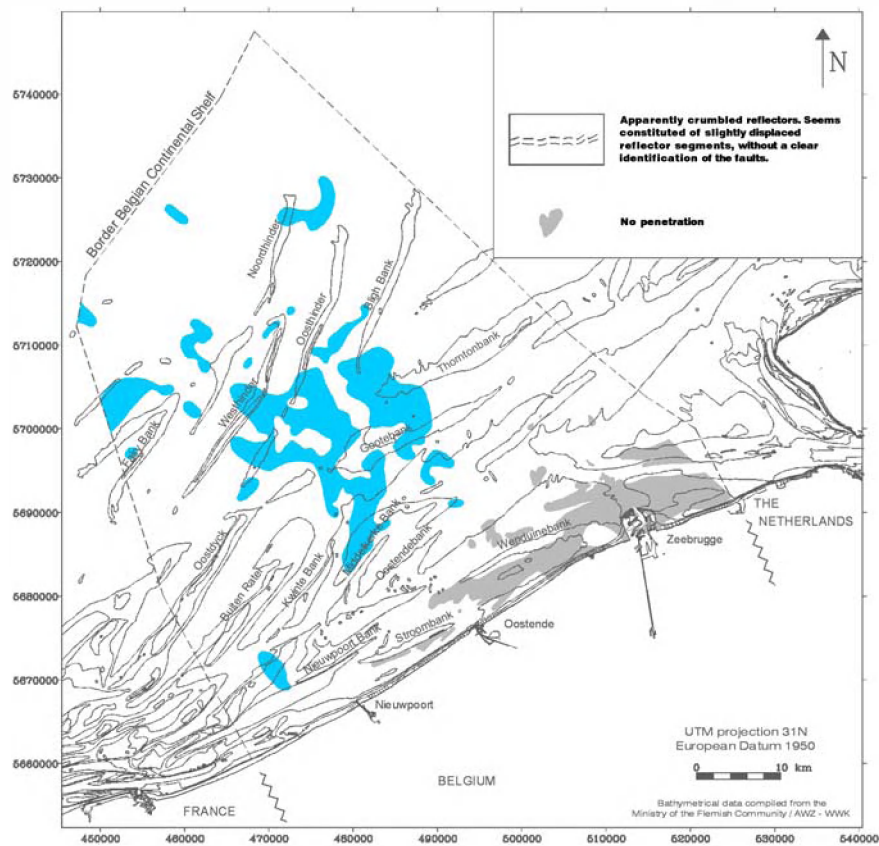 N
Apparently crumbled reflectors. Seems
constituted of slightly displaced
reflector segments, without a clear
identification of the faults.
No penetration
5740000
5730000
5720000
5710000
5700000
5690000
5680000
5670000
5660000
Border Belgian Continental Shelf
Noordhinder
Oosthinder
Bligh Bank
Thorntonbank
Westhinder
Fairy Bank
Gootebank
Oostdyck
Buiten Ratel
Kwinte Bank
Middelkerke Bank
Oostendebank
Wenduinebank
Nieuwpoort Bank
Stroombank
THE
NETHERLANDS
Zeebrugge
Oostende
Nieuwpoort
BELGIUM
FRANCE
UTM projection 31N
European Datum 1950
0 10 km
Bathymetrical data compiled from the
Ministry of the Flemish Community / AWZ - WWK
450000 460000 470000 480000 490000 500000 510000 520000 530000 540000